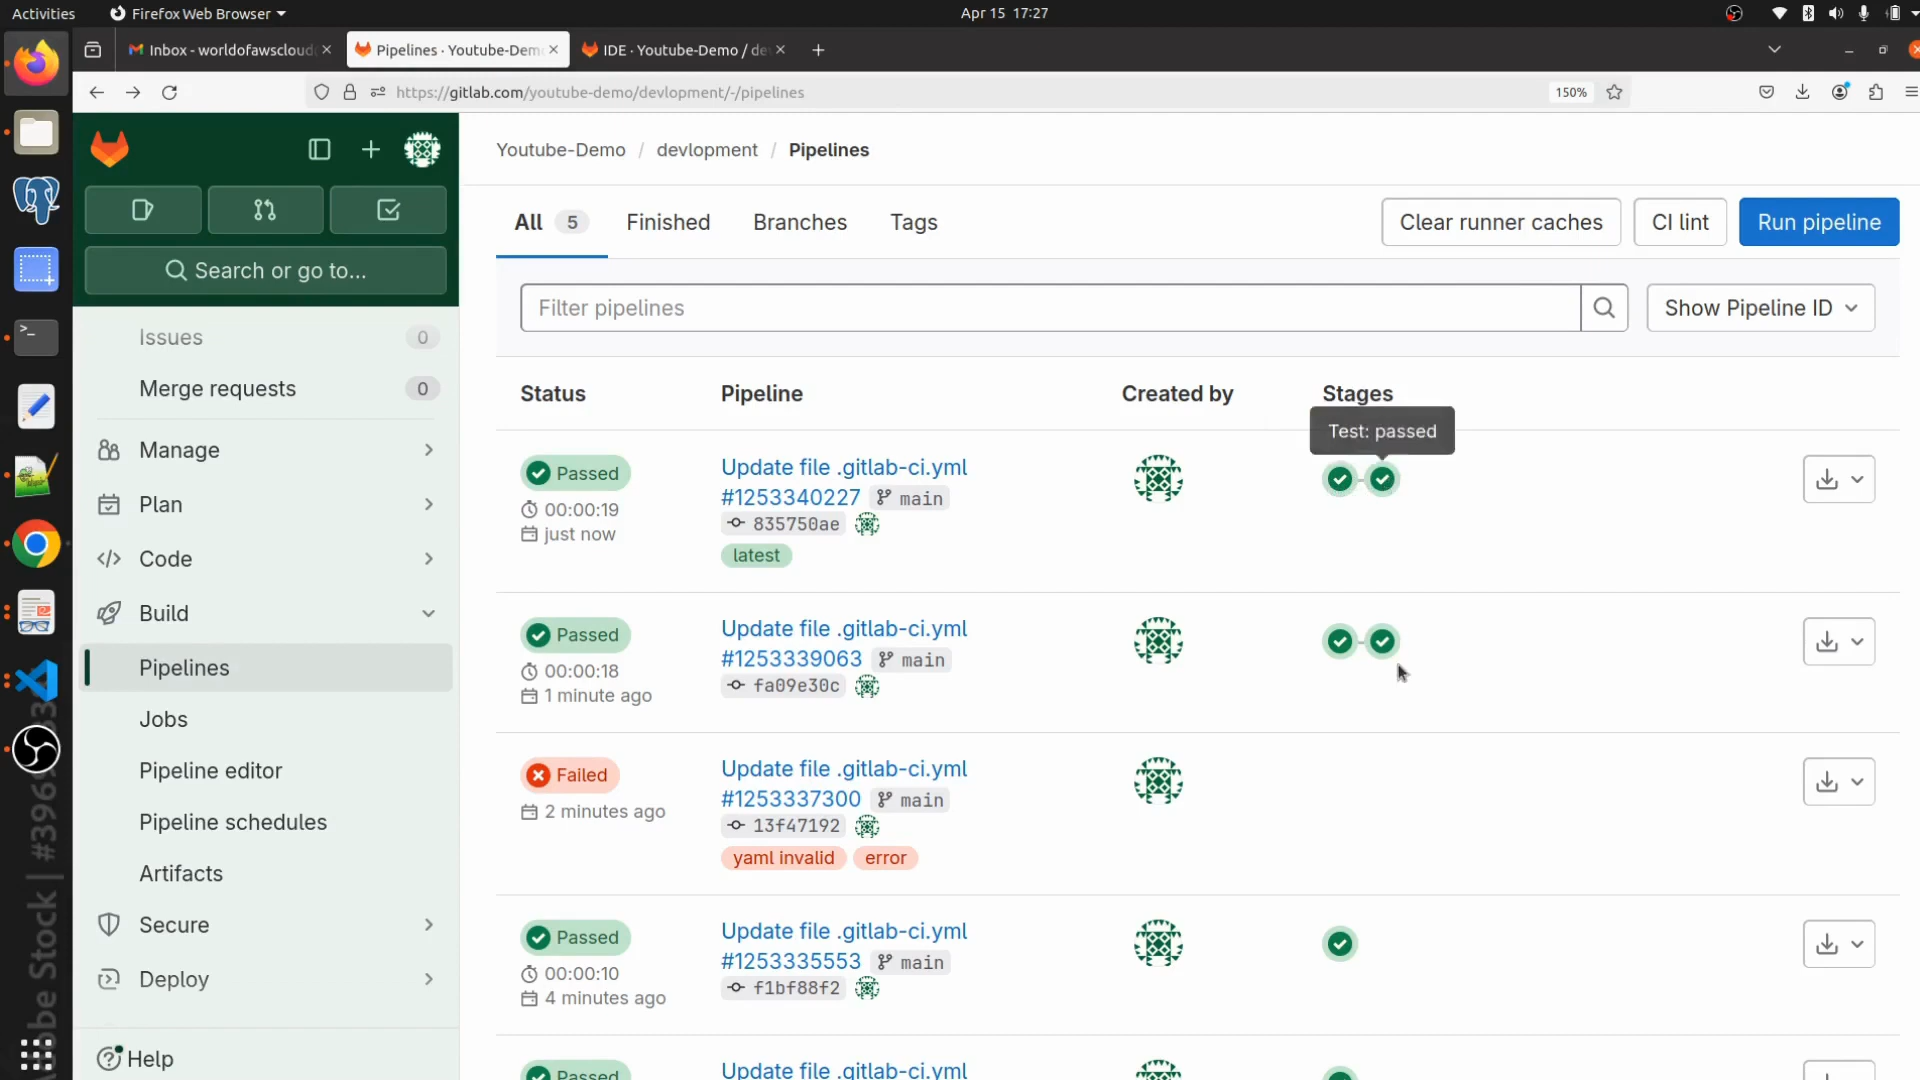 Activities
Firefox Web Browser
Apr 15 17:27
Inbox - worldofawscloud
Pipelines · Youtube-Dem
IDE · Youtube-Demo / de
https://gitlab.com/youtube-demo/devlopment/-/pipelines
150%
Youtube-Demo / devlopment / Pipelines
Search or go to...
Issues 0
Merge requests 0
Manage
Plan
Code
Build
Pipelines
Jobs
Pipeline editor
Pipeline schedules
Artifacts
Secure
Deploy
Help
All 5
Finished
Branches
Tags
Clear runner caches
CI lint
Run pipeline
Filter pipelines
Show Pipeline ID
Status
Pipeline
Created by
Stages
Test: passed
Passed
00:00:19
just now
Update file .gitlab-ci.yml
#1253340227 main
835750ae
latest
Passed
00:00:18
1 minute ago
Update file .gitlab-ci.yml
#1253339063 main
fa09e30c
Failed
2 minutes ago
Update file .gitlab-ci.yml
#1253337300 main
13f47192
yaml invalid error
Passed
00:00:10
4 minutes ago
Update file .gitlab-ci.yml
#1253335553 main
f1bf88f2
Passed
Update file .gitlab-ci.yml